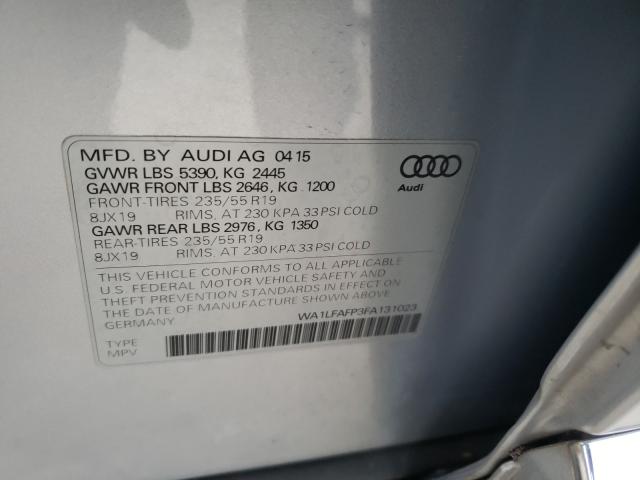 MFD. BY AUDI AG 04 15
GVWR LBS 5390, KG 2445
GAWR FRONT LBS 2646, KG 1200
FRONT-TIRES 235/55 R19
8JX19 RIMS, AT 230 KPA 33 PSI COLD
GAWR REAR LBS 2976, KG 1350
REAR-TIRES 235/55 R19
8JX19 RIMS, AT 230 KPA 33 PSI COLD
Audi
THIS VEHICLE CONFORMS TO ALL APPLICABLE
U.S. FEDERAL MOTOR VEHICLE SAFETY AND
THEFT PREVENTION STANDARDS IN EFFECT ON
THE DATE OF MANUFACTURE SHOWN ABOVE.
GERMANY
WA1LFAFP3FA131023
TYPE
MPV